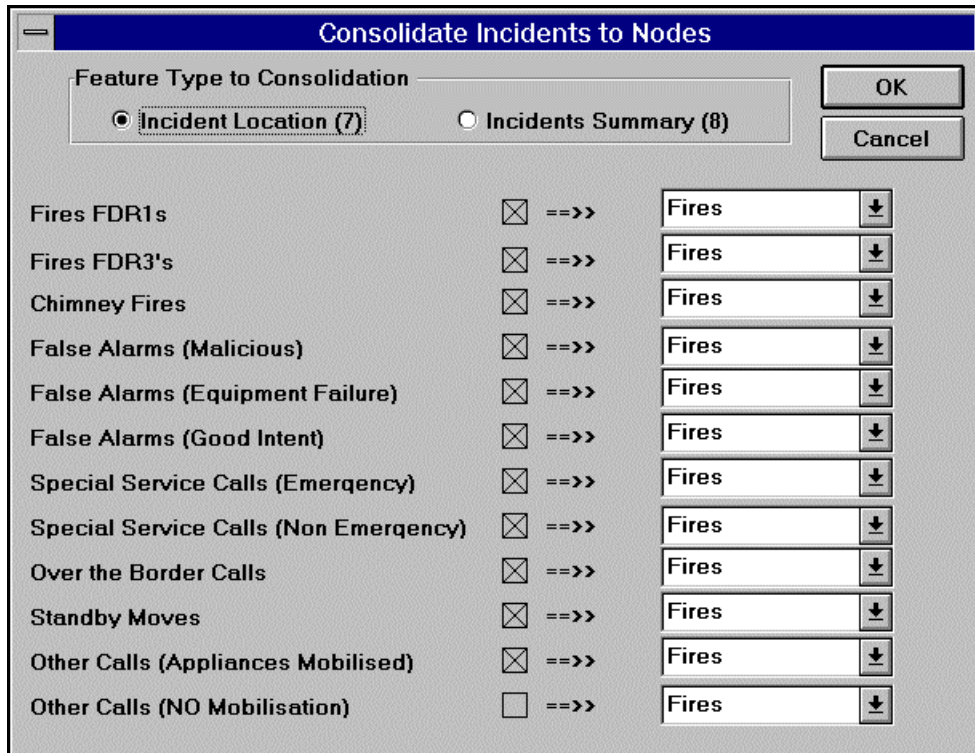 Consolidate Incidents to Nodes
Feature Type to Consolidation
Incident Location (7) Incidents Summary (8)
OK
Cancel
Fires FDR1s ==>> Fires
Fires FDR3's ==>> Fires
Chimney Fires ==>> Fires
False Alarms (Malicious) ==>> Fires
False Alarms (Equipment Failure) ==>> Fires
False Alarms (Good Intent) ==>> Fires
Special Service Calls (Emergency) ==>> Fires
Special Service Calls (Non Emergency) ==>> Fires
Over the Border Calls ==>> Fires
Standby Moves ==>> Fires
Other Calls (Appliances Mobilised) ==>> Fires
Other Calls (NO Mobilisation) ==>> Fires